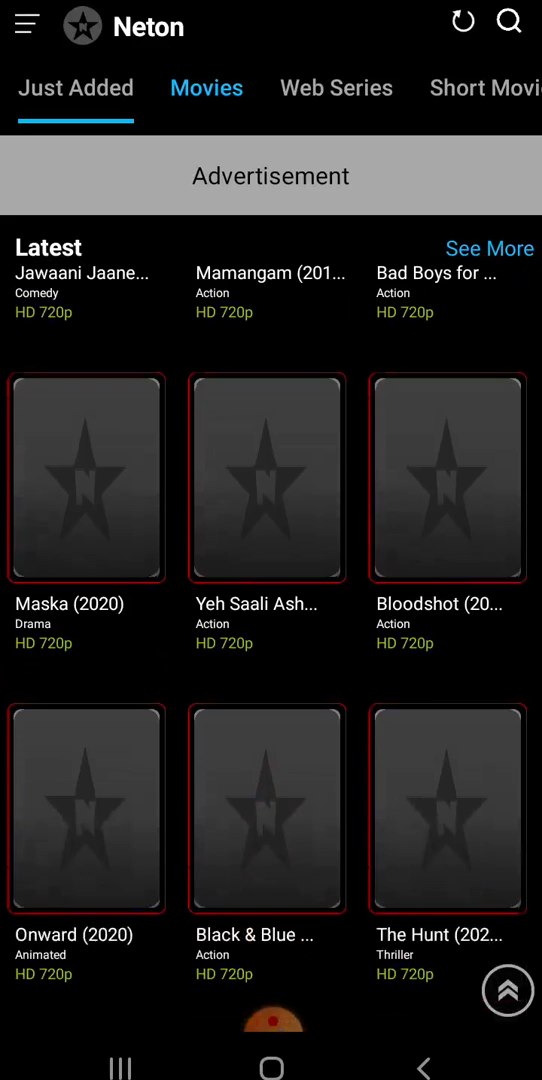 Neton
Just Added Movies Web Series Short Movi
Advertisement
Latest See More
Jawaani Jaane... Mamangam (201... Bad Boys for ...
Comedy Action Action
HD 720p HD 720p HD 720p
N N N
Maska (2020) Yeh Saali Ash... Bloodshot (20...
Drama Action Action
HD 720p HD 720p HD 720p
N N N
Onward (2020) Black & Blue ... The Hunt (202...
Animated Action Thriller
HD 720p HD 720p HD 720p